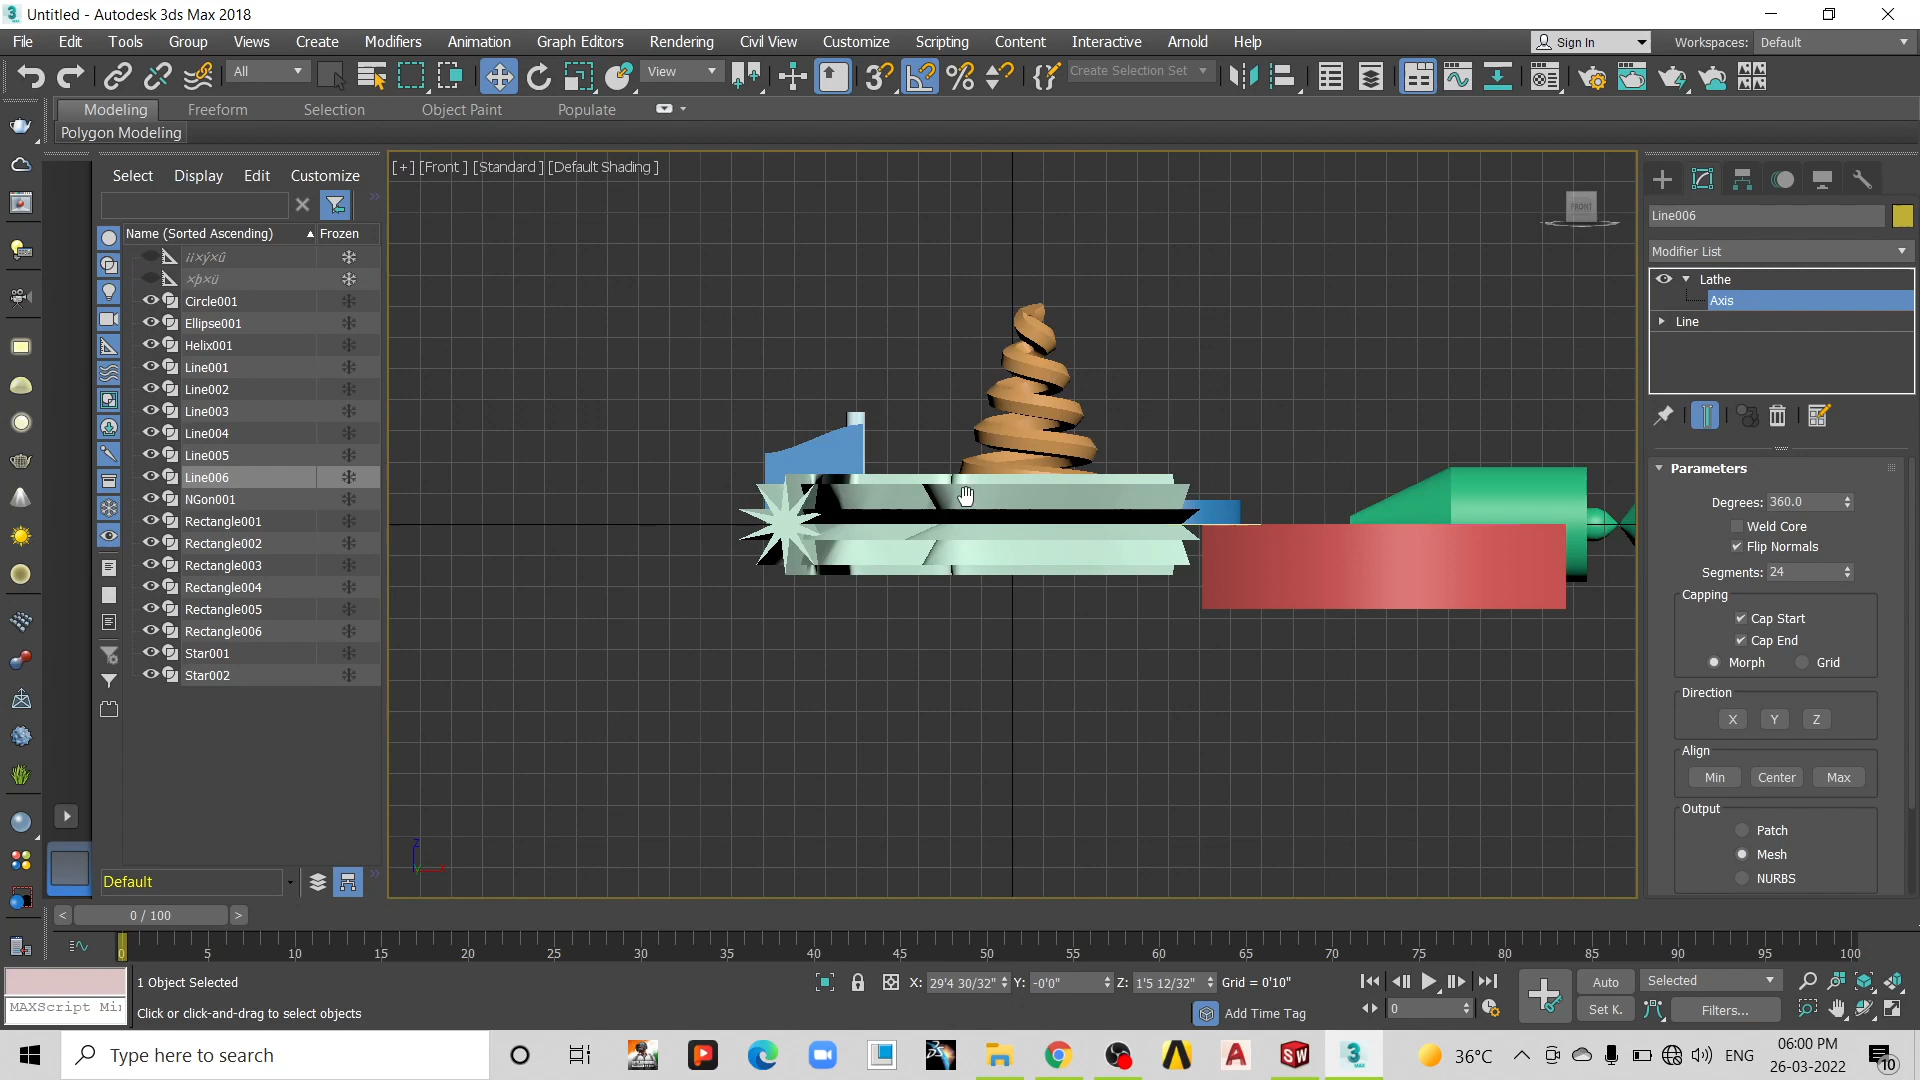 Untitled - Autodesk 3ds Max 2018
File Edit Tools Group Views Create Modifiers Animation Graph Editors Rendering Civil View Customize Scripting Content Interactive Arnold Help
Sign In
Workspaces: Default
All
View
Create Selection Set
Modeling Freeform Selection Object Paint Populate
Polygon Modeling
Select Display Edit Customize
Name (Sorted Ascending) Frozen
¡¡×ý×û
×þ×ü
Circle001
Ellipse001
Helix001
Line001
Line002
Line003
Line004
Line005
Line006
NGon001
Rectangle001
Rectangle002
Rectangle003
Rectangle004
Rectangle005
Rectangle006
Star001
Star002
Default
[+] [Front ] [Standard ] [Default Shading ]
FRONT
z
Line006
Modifier List
Lathe
Axis
Line
Parameters
Degrees: 360.0
Weld Core
Flip Normals
Segments: 24
Capping
Cap Start
Cap End
Morph Grid
Direction
X Y Z
Align
Min Center Max
Output
Patch
Mesh
NURBS
< 0 / 100 >
0 5 10 15 20 25 30 35 40 45 50 55 60 65 70 75 80 85 90 95 100
MAXScript Mi
1 Object Selected
Click or click-and-drag to select objects
X: 29'4 30/32" Y: -0'0" Z: 1'5 12/32" Grid = 0'10"
Add Time Tag
0
Auto Selected
Set K. Filters...
Type here to search
36°C
ENG
06:00 PM
26-03-2022
10